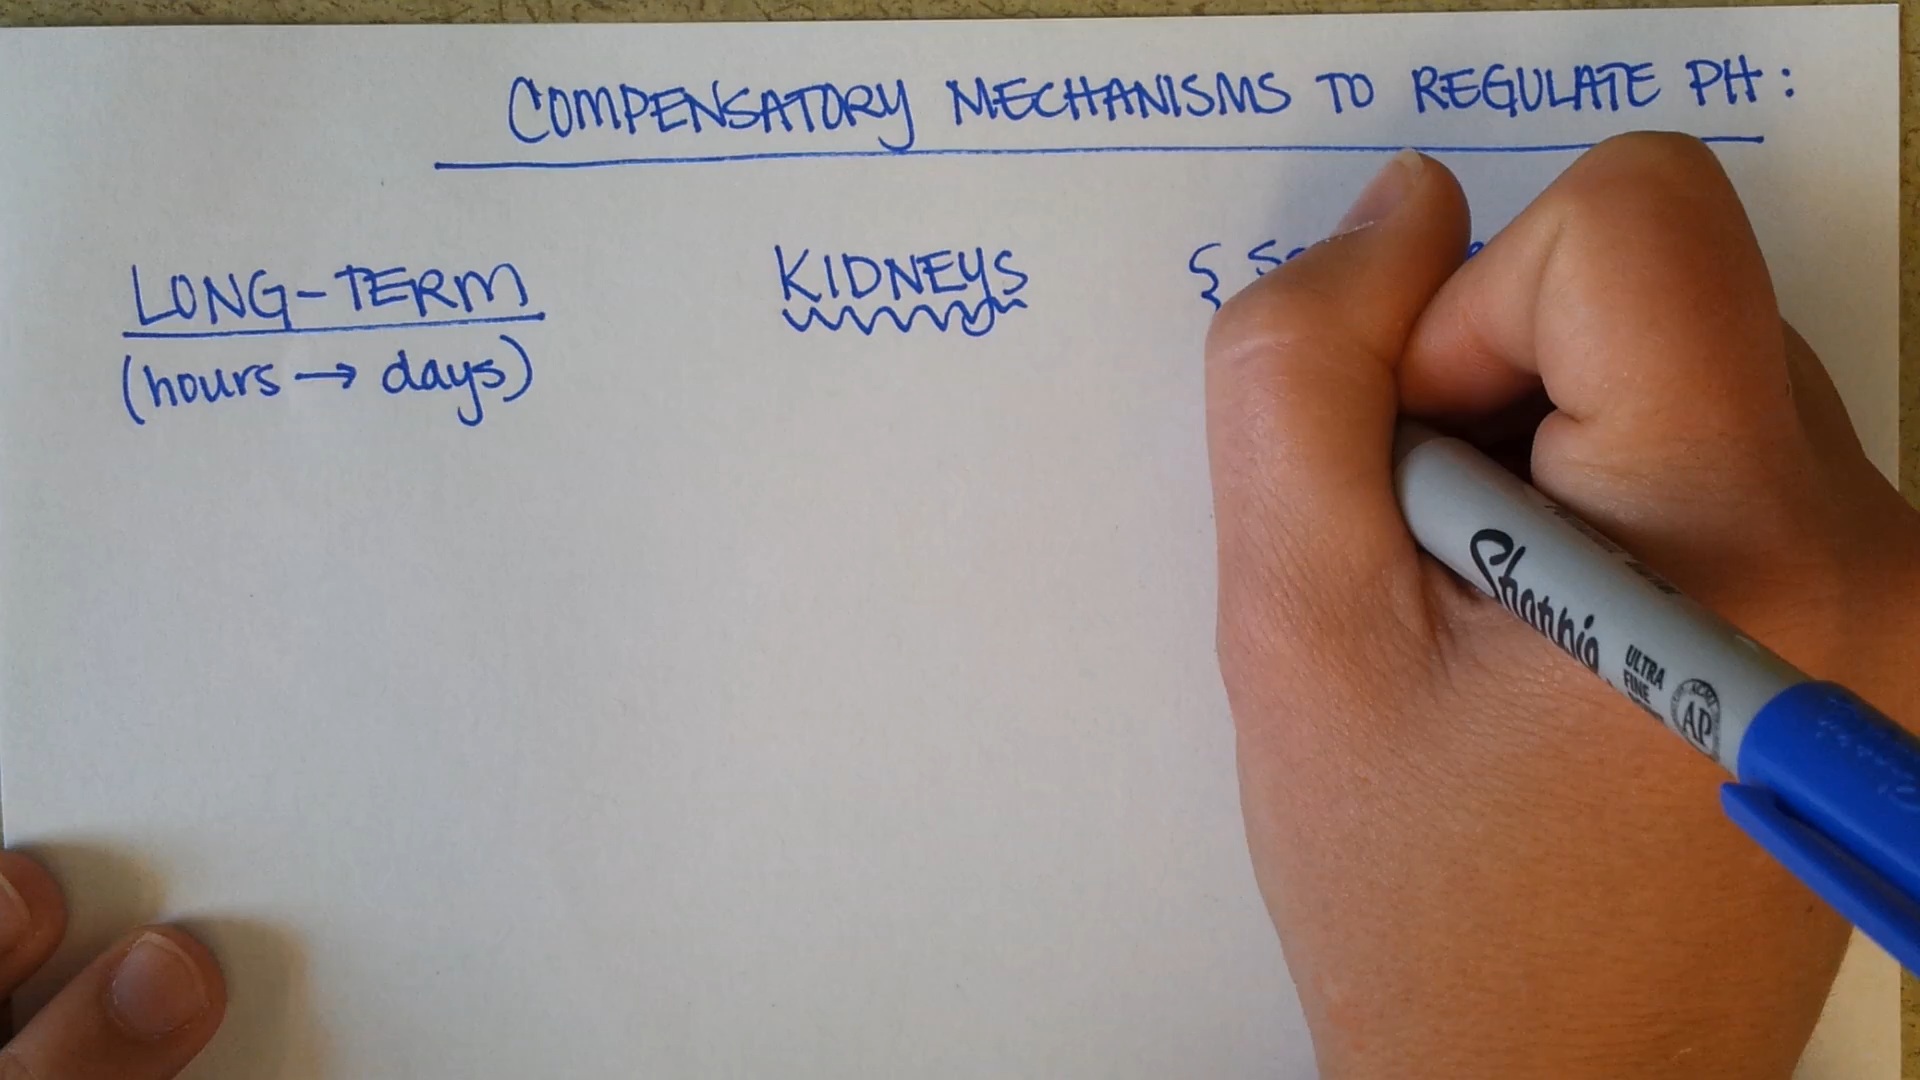 COMPENSATORY MECHANISMS TO REGULATE PH:
LONG-TERM
KIDNEYS
(hours → days)
Sharpie
ULTRA
FINE
AP